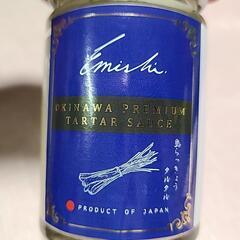 Emishi.
OKINAWA PREMIUM
TARTAR SAUCE
島らっきょう
タルタル
PRODUCT OF JAPAN